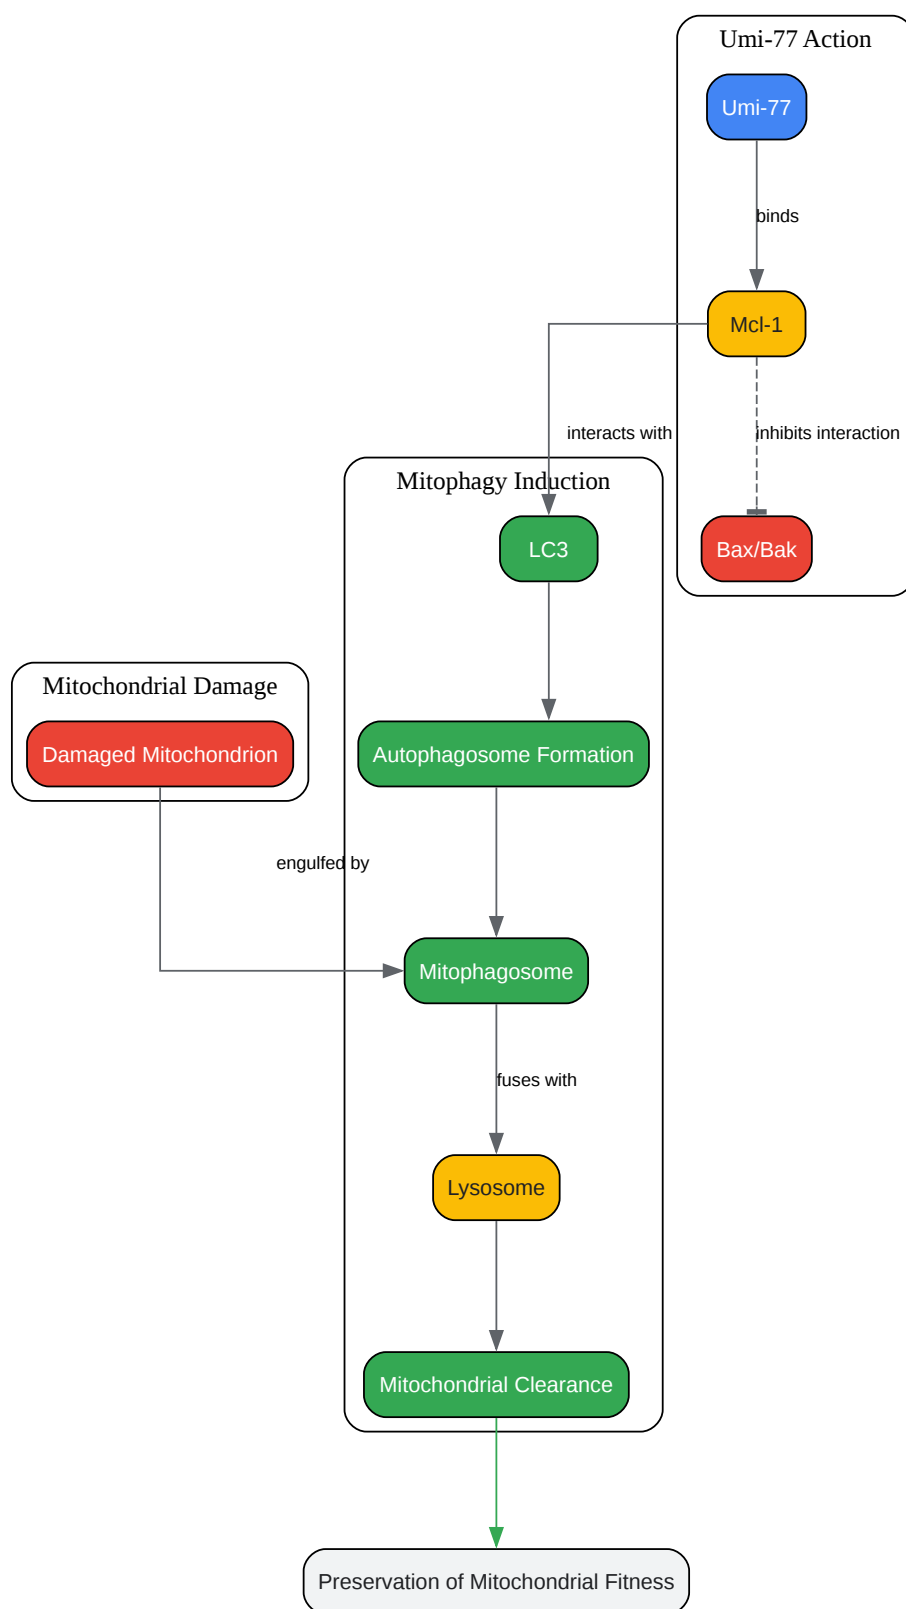 Umi-77 Action
Umi-77
binds
Mcl-1
interacts with
inhibits interaction
Mitophagy Induction
LC3
Bax/Bak
Mitochondrial Damage
Damaged Mitochondrion
Autophagosome Formation
engulfed by
Mitophagosome
fuses with
Lysosome
Mitochondrial Clearance
Preservation of Mitochondrial Fitness